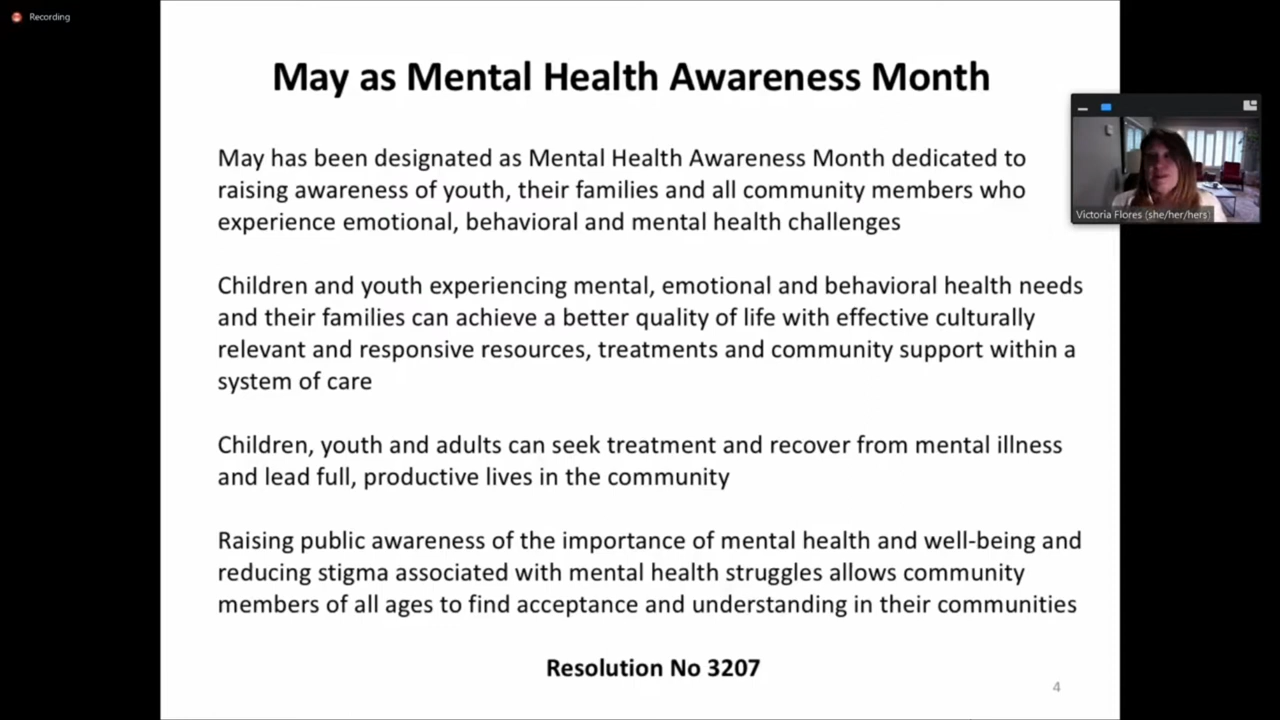 Recording
May as Mental Health Awareness Month
May has been designated as Mental Health Awareness Month dedicated to
raising awareness of youth, their families and all community members who
experience emotional, behavioral and mental health challenges
Victoria Flores (she/her/hers)
Children and youth experiencing mental, emotional and behavioral health needs
and their families can achieve a better quality of life with effective culturally
relevant and responsive resources, treatments and community support within a
system of care
Children, youth and adults can seek treatment and recover from mental illness
and lead full, productive lives in the community
Raising public awareness of the importance of mental health and well-being and
reducing stigma associated with mental health struggles allows community
members of all ages to find acceptance and understanding in their communities
Resolution No 3207
4